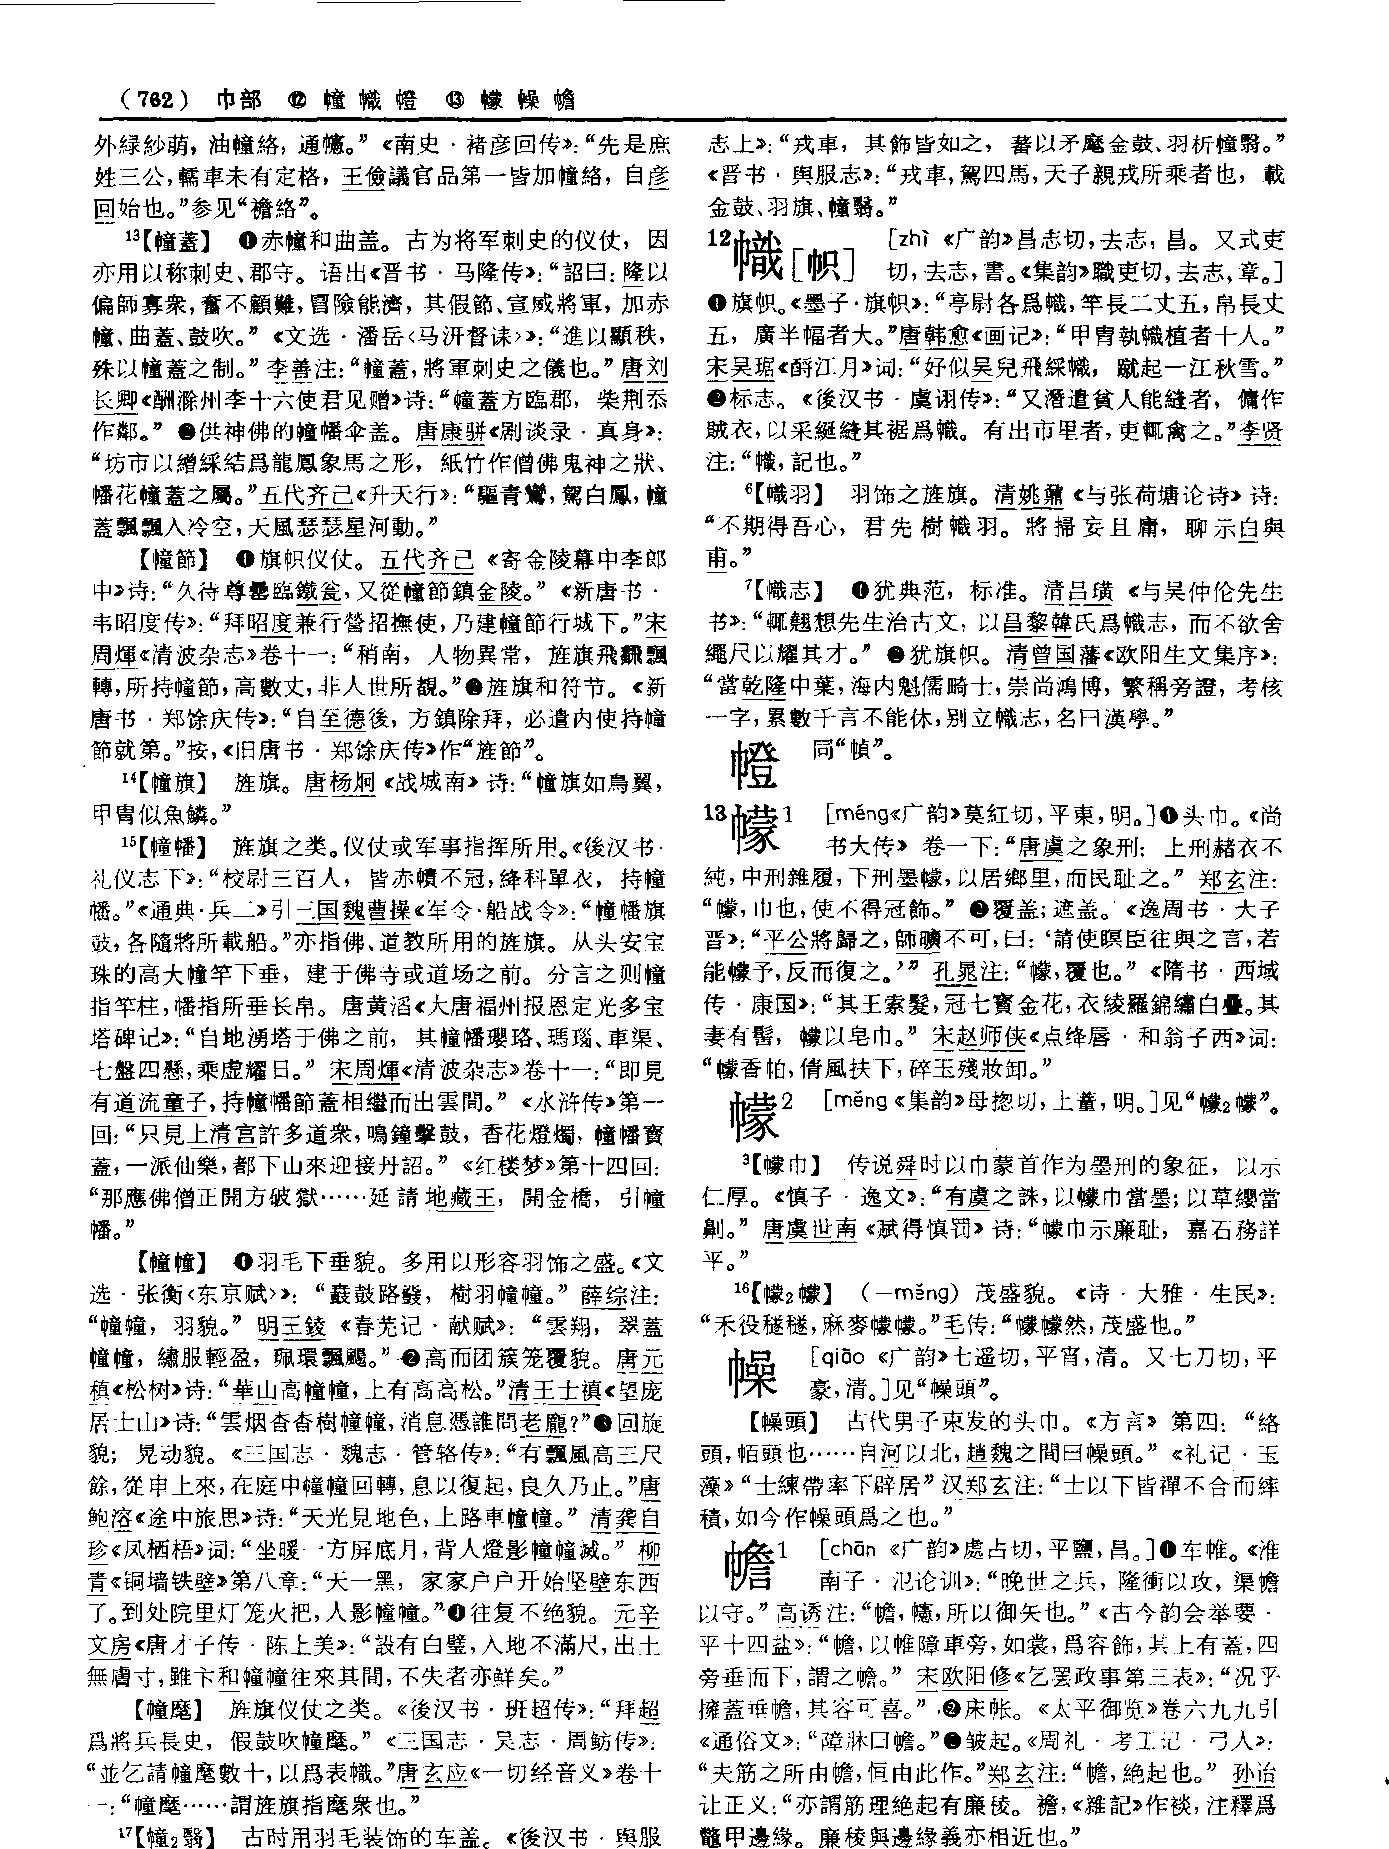 （762） 巾部 ⑫ 幢 幟 幐 ⑬ 幪 幧 幨
外緑紗萌，油幢絡，通幰。”《南史·褚彦回传》：“先是庶
姓三公，轎車未有定格，王儉議官品第一皆加幢絡，自彦
回始也。”参见“襜絡”。
13【幢蓋】 ❶赤幢和曲盖。古为将军刺史的仪仗，因
亦用以称刺史、郡守。语出《晋书·马隆传》：“詔曰：隆以
偏師寡衆，奮不顧難，冒險能濟，其假節、宣威將軍，加赤
幢、曲蓋、鼓吹。”《文选·潘岳〈马汧督诔〉》：“進以顯秩，
殊以幢蓋之制。”李善注：“幢蓋，將軍刺史之儀也。”唐刘
长卿《酬滁州李十六使君见赠》诗：“幢蓋方臨郡，柴荆忝
作鄰。”❷供神佛的幢幡伞盖。唐康骈《剧谈录·真身》：
“坊市以繒綵結爲龍鳳象馬之形，紙竹作僧佛鬼神之狀、
幡花幢蓋之屬。”五代齐己《升天行》：“驅青鸞，駕白鳳，幢
蓋飄飄入冷空，天風瑟瑟星河動。”
【幢節】 ❶旗帜仪仗。五代齐己《寄金陵幕中李郎
中》诗：“久待尊罍臨鐵瓮，又從幢節鎮金陵。”《新唐书·
韦昭度传》：“拜昭度兼行營招撫使，乃建幢節行城下。”宋
周煇《清波杂志》卷十一：“稍南，人物異常，旌旗飛飜飄
轉，所持幢節，高數丈，非人世所覩。”❷旌旗和符节。《新
唐书·郑馀庆传》：“自至德後，方鎮除拜，必遣内使持幢
節就第。”按，《旧唐书·郑馀庆传》作“旌節”。
14【幢旗】 旌旗。唐杨炯《战城南》诗：“幢旗如鳥翼，
甲胄似魚鱗。”
15【幢幡】 旌旗之类。仪仗或军事指挥所用。《後汉书·
礼仪志下》：“校尉三百人，皆赤幘不冠，絳科單衣，持幢
幡。”《通典·兵二》引三国魏曹操《军令·船战令》：“幢幡旗
鼓，各隨將所載船。”亦指佛、道教所用的旌旗。从头安宝
珠的高大幢竿下垂，建于佛寺或道场之前。分言之则幢
指竿柱，幡指所垂长帛。唐黄滔《大唐福州报恩定光多宝
塔碑记》：“自地湧塔于佛之前，其幢幡瓔珞、瑪瑙、車渠、
七盤四懸，乘虚耀日。”宋周煇《清波杂志》卷十一：“即見
有道流童子，持幢幡節蓋相繼而出雲間。”《水浒传》第一
回：“只見上清宫許多道衆，鳴鐘擊鼓，香花燈燭，幢幡寶
蓋，一派仙樂，都下山來迎接丹詔。”《红楼梦》第十四回：
“那應佛僧正開方破獄……延請地藏王，開金橋，引幢
幡。”
【幢幢】 ❶羽毛下垂貌。多用以形容羽饰之盛。《文
选·张衡〈东京赋〉》：“鼖鼓路鼗，樹羽幢幢。”薛综注：
“幢幢，羽貌。”明王錂《春芜记·献赋》：“雲翔，翠蓋
幢幢，繡服輕盈，珮環飄颺。”❷高而团簇笼覆貌。唐元
稹《松树》诗：“華山高幢幢，上有高高松。”清王士禛《望庞
居士山》诗：“雲烟杳杳樹幢幢，消息憑誰問老龐？”❸回旋
貌；晃动貌。《三国志·魏志·管辂传》：“有飄風高三尺
餘，從申上來，在庭中幢幢回轉，息以復起，良久乃止。”唐
鲍溶《途中旅思》诗：“天光見地色，上路車幢幢。”清龚自
珍《凤栖梧》词：“坐暖一方屏底月，背人燈影幢幢滅。”柳
青《铜墙铁壁》第八章：“天一黑，家家户户开始坚壁东西
了。到处院里灯笼火把，人影幢幢。”❹往复不绝貌。元辛
文房《唐才子传·陈上美》：“設有白璧，入地不滿尺，出土
無膚寸，雖卞和幢幢往來其間，不失者亦鮮矣。”
【幢麾】 旌旗仪仗之类。《後汉书·班超传》：“拜超
爲將兵長史，假鼓吹幢麾。”《三国志·吴志·周鲂传》：
“並乞請幢麾數十，以爲表幟。”唐玄应《一切经音义》卷十
一：“幢麾……謂旌旗指麾衆也。”
17【幢2翳】 古时用羽毛装饰的车盖。《後汉书·舆服
志上》：“戎車，其飾皆如之，蕃以矛麾金鼓、羽析幢翳。”
《晋书·舆服志》：“戎車，駕四馬，天子親戎所乘者也，載
金鼓、羽旗、幢翳。”
12幟［帜］ ［zhì《广韵》昌志切，去志，昌。又式吏
切，去志，書。《集韵》職吏切，去志，章。］
❶旗帜。《墨子·旗帜》：“亭尉各爲幟，竿長二丈五，帛長丈
五，廣半幅者大。”唐韩愈《画记》：“甲胄執幟植者十人。”
宋吴琚《酹江月》词：“好似吴兒飛綵幟，蹴起一江秋雪。”
❷标志。《後汉书·虞诩传》：“又潛遣貧人能縫者，傭作
賊衣，以采綖縫其裾爲幟。有出市里者，吏輒禽之。”李贤
注：“幟，記也。”
6【幟羽】 羽饰之旌旗。清姚鼐《与张荷塘论诗》诗：
“不期得吾心，君先樹幟羽。將掃妄且庸，聊示白與
甫。”
7【幟志】 ❶犹典范，标准。清吕璜《与吴仲伦先生
书》：“輒翹想先生治古文，以昌黎韓氏爲幟志，而不欲舍
繩尺以耀其才。”❷犹旗帜。清曾国藩《欧阳生文集序》：
“當乾隆中葉，海内魁儒畸士，崇尚鴻博，繁稱旁證，考核
一字，累數千言不能休，别立幟志，名曰漢學。”
同“幀”。
13幪1 ［méng《广韵》莫紅切，平東，明。］❶头巾。《尚
书大传》卷一下：“唐虞之象刑：上刑赭衣不
純，中刑雜屨，下刑墨幪，以居鄉里，而民耻之。”郑玄注：
“幪，巾也，使不得冠飾。”❷覆盖；遮盖。《逸周书·大子
晋》：“平公將歸之，師曠不可，曰：‘請使瞑臣往與之言，若
能幪予，反而復之。’”孔晁注：“幪，覆也。”《隋书·西域
传·康国》：“其王索髮，冠七寳金花，衣綾羅錦繡白疊。其
妻有髻，幪以皂巾。”宋赵师侠《点绛唇·和翁子西》词：
“幪香帕，倩風扶下，碎玉殘妝卸。”
幪2 ［měng《集韵》母揔切，上董，明。］见“幪2幪”。
3【幪巾】 传说舜时以巾蒙首作为墨刑的象征，以示
仁厚。《慎子·逸文》：“有虞之誅，以幪巾當墨；以草纓當
劓。”唐虞世南《赋得慎罚》诗：“幪巾示廉耻，嘉石務詳
平。”
16【幪2幪】 （－měng）茂盛貌。《诗·大雅·生民》：
“禾役穟穟，麻麥幪幪。”毛传：“幪幪然，茂盛也。”
幧 ［qiāo《广韵》七遥切，平宵，清。又七刀切，平
豪，清。］见“幧頭”。
【幧頭】 古代男子束发的头巾。《方言》第四：“絡
頭，帞頭也……自河以北，趙魏之間曰幧頭。”《礼记·玉
藻》“士練帶率下辟居”汉郑玄注：“士以下皆禪不合而繂
積，如今作幧頭爲之也。”
幨1 ［chān《广韵》處占切，平鹽，昌。］❶车帷。《淮
南子·氾论训》：“晚世之兵，隆衝以攻，渠幨
以守。”高诱注：“幨，幰，所以御矢也。”《古今韵会举要·
平十四盐》：“幨，以帷障車旁，如裳，爲容飾，其上有蓋，四
旁垂而下，謂之幨。”宋欧阳修《乞罢政事第三表》：“况乎
擁蓋垂幨，其容可喜。”❷床帐。《太平御览》卷六九九引
《通俗文》：“障牀曰幨。”❸皱起。《周礼·考工记·弓人》：
“夫筋之所由幨，恒由此作。”郑玄注：“幨，絶起也。”孙诒
让正义：“亦謂筋理絶起有廉稜。襜，《雜記》作裧，注釋爲
鼈甲邊緣。廉稜與邊緣義亦相近也。”